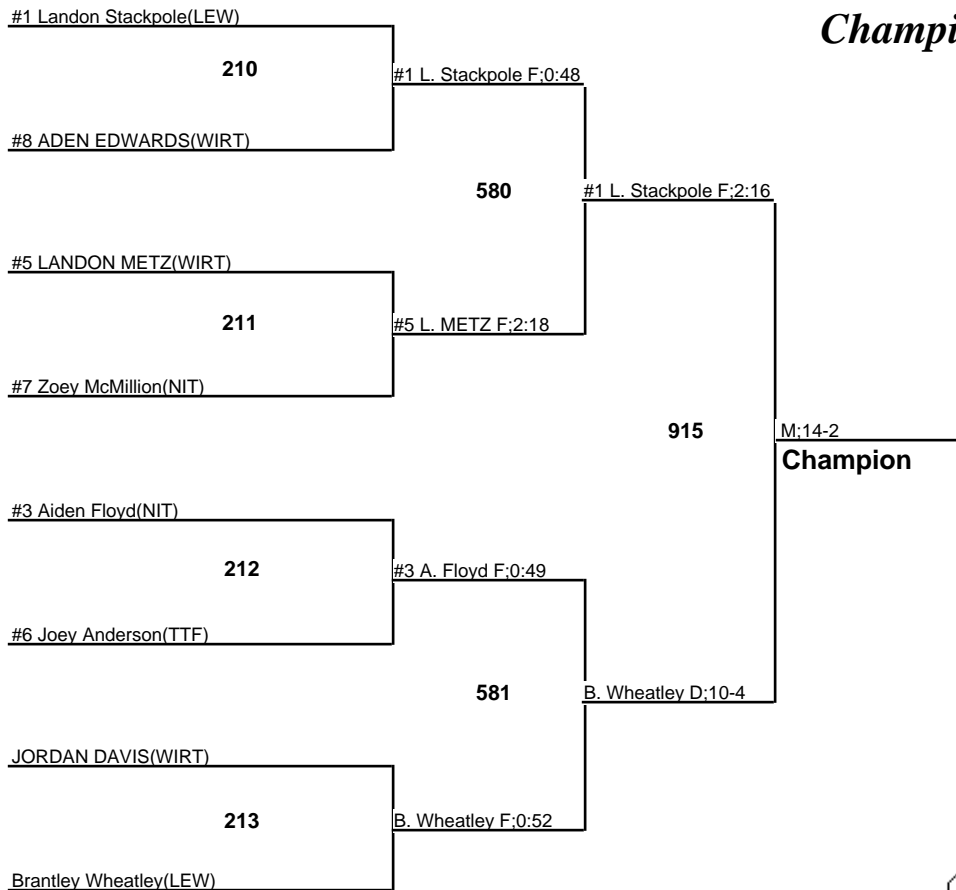 #1 Landon Stackpole(LEW)
Champi
210
#1 L. Stackpole F;0:48
#8 ADEN EDWARDS(WIRT)
580
#1 L. Stackpole F;2:16
#5 LANDON METZ(WIRT)
211
#5 L. METZ F;2:18
#7 Zoey McMillion(NIT)
915
M;14-2
Champion
#3 Aiden Floyd(NIT)
212
#3 A. Floyd F;0:49
#6 Joey Anderson(TTF)
581
B. Wheatley D;10-4
JORDAN DAVIS(WIRT)
213
B. Wheatley F;0:52
Brantley Wheatley(LEW)